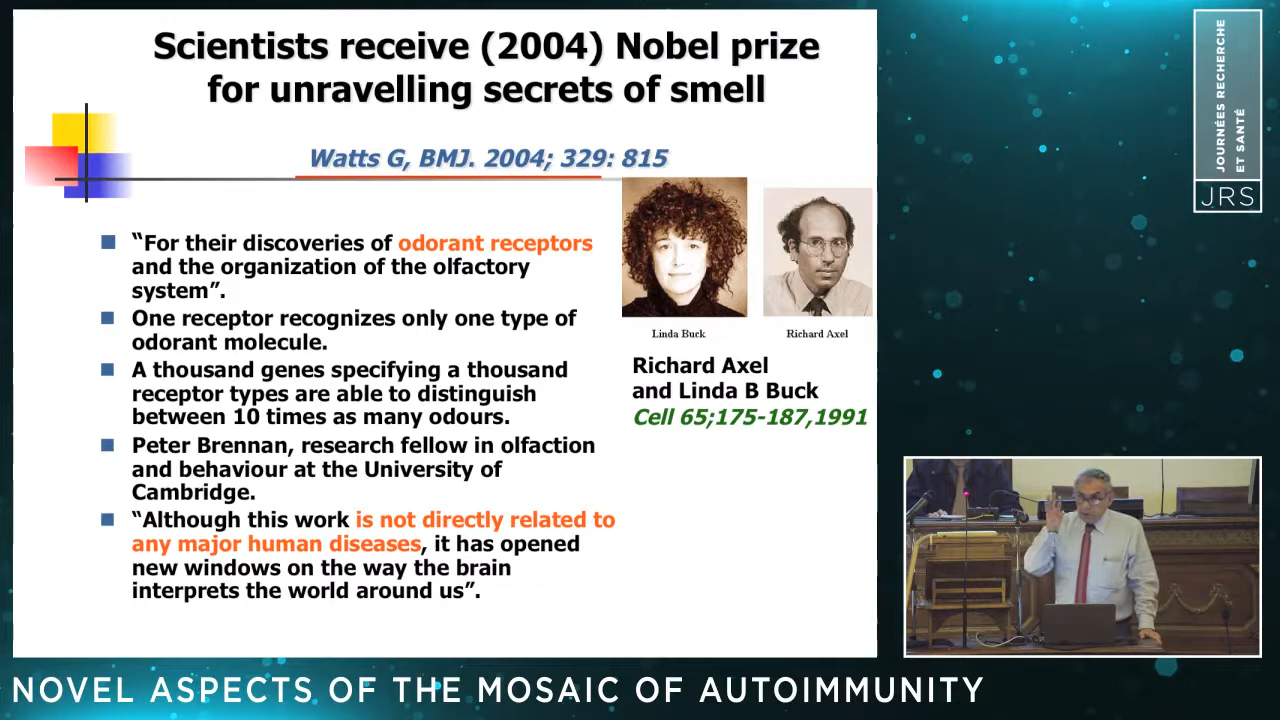 Scientists receive (2004) Nobel prize
for unravelling secrets of smell
Watts G, BMJ. 2004; 329: 815
“For their discoveries of odorant receptors
and the organization of the olfactory
system”.
One receptor recognizes only one type of
odorant molecule.
A thousand genes specifying a thousand
receptor types are able to distinguish
between 10 times as many odours.
Peter Brennan, research fellow in olfaction
and behaviour at the University of
Cambridge.
“Although this work is not directly related to
any major human diseases, it has opened
new windows on the way the brain
interprets the world around us”.
Linda Buck
Richard Axel
Richard Axel
and Linda B Buck
Cell 65;175-187,1991
JOURNÉES RECHERCHE
ET SANTÉ
JRS
NOVEL ASPECTS OF THE MOSAIC OF AUTOIMMUNITY